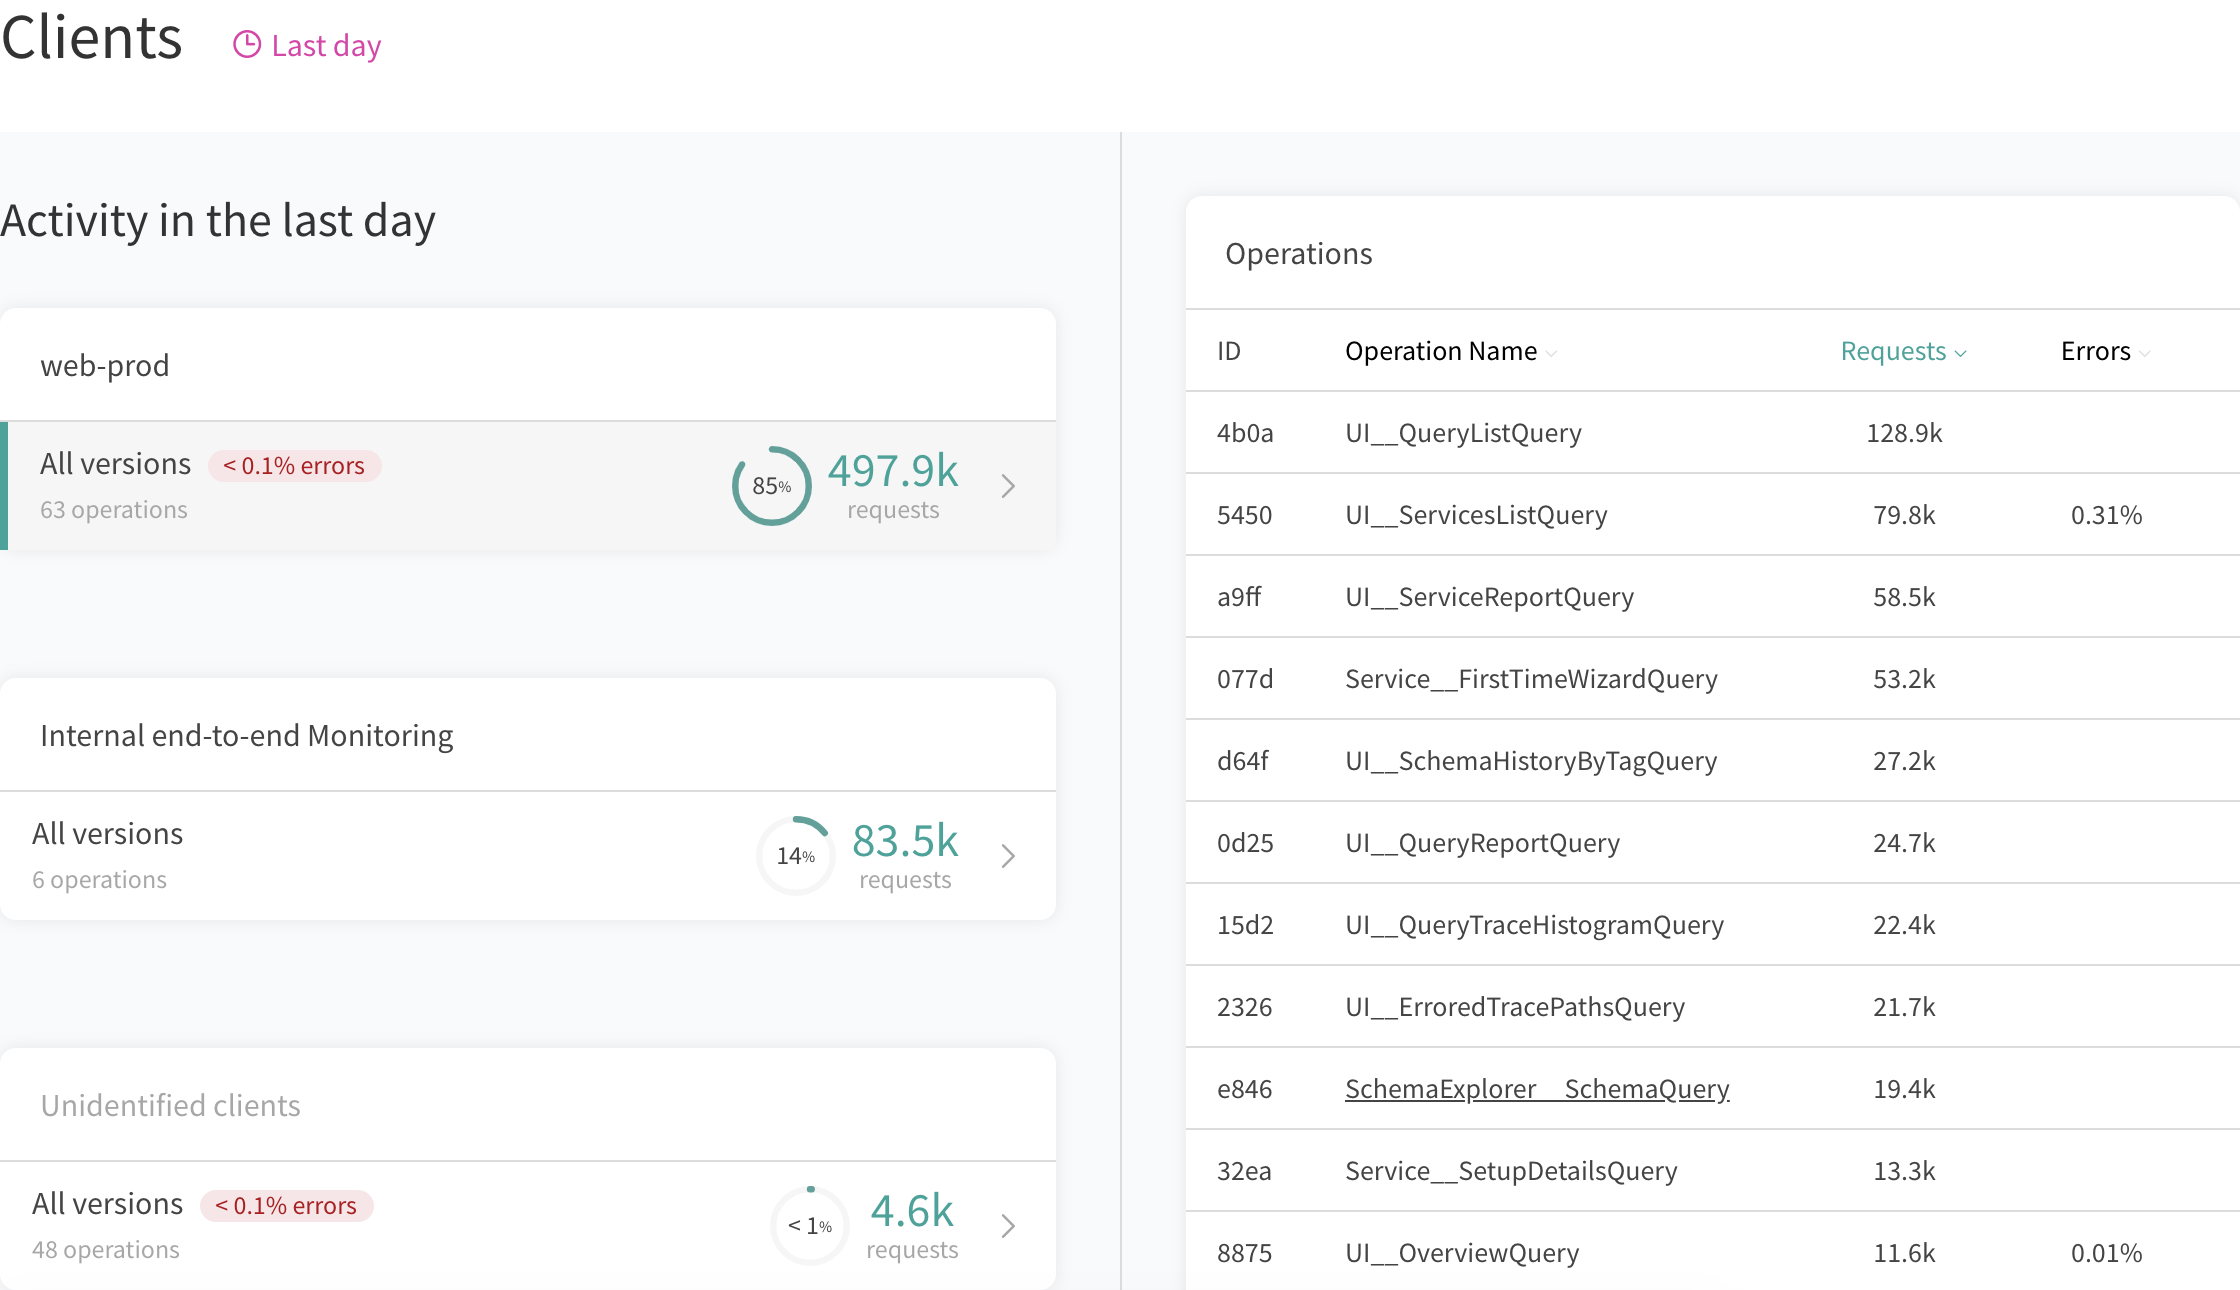 Clients
Last day
Activity in the last day
web-prod
All versions < 0.1% errors
63 operations
85%
497.9k
requests
Internal end-to-end Monitoring
All versions
6 operations
14%
83.5k
requests
Unidentified clients
All versions < 0.1% errors
48 operations
< 1%
4.6k
requests
Operations
ID Operation Name Requests Errors
4b0a UI__QueryListQuery 128.9k
5450 UI__ServicesListQuery 79.8k 0.31%
a9ff UI__ServiceReportQuery 58.5k
077d Service__FirstTimeWizardQuery 53.2k
d64f UI__SchemaHistoryByTagQuery 27.2k
0d25 UI__QueryReportQuery 24.7k
15d2 UI__QueryTraceHistogramQuery 22.4k
2326 UI__ErroredTracePathsQuery 21.7k
e846 SchemaExplorer__SchemaQuery 19.4k
32ea Service__SetupDetailsQuery 13.3k
8875 UI__OverviewQuery 11.6k 0.01%